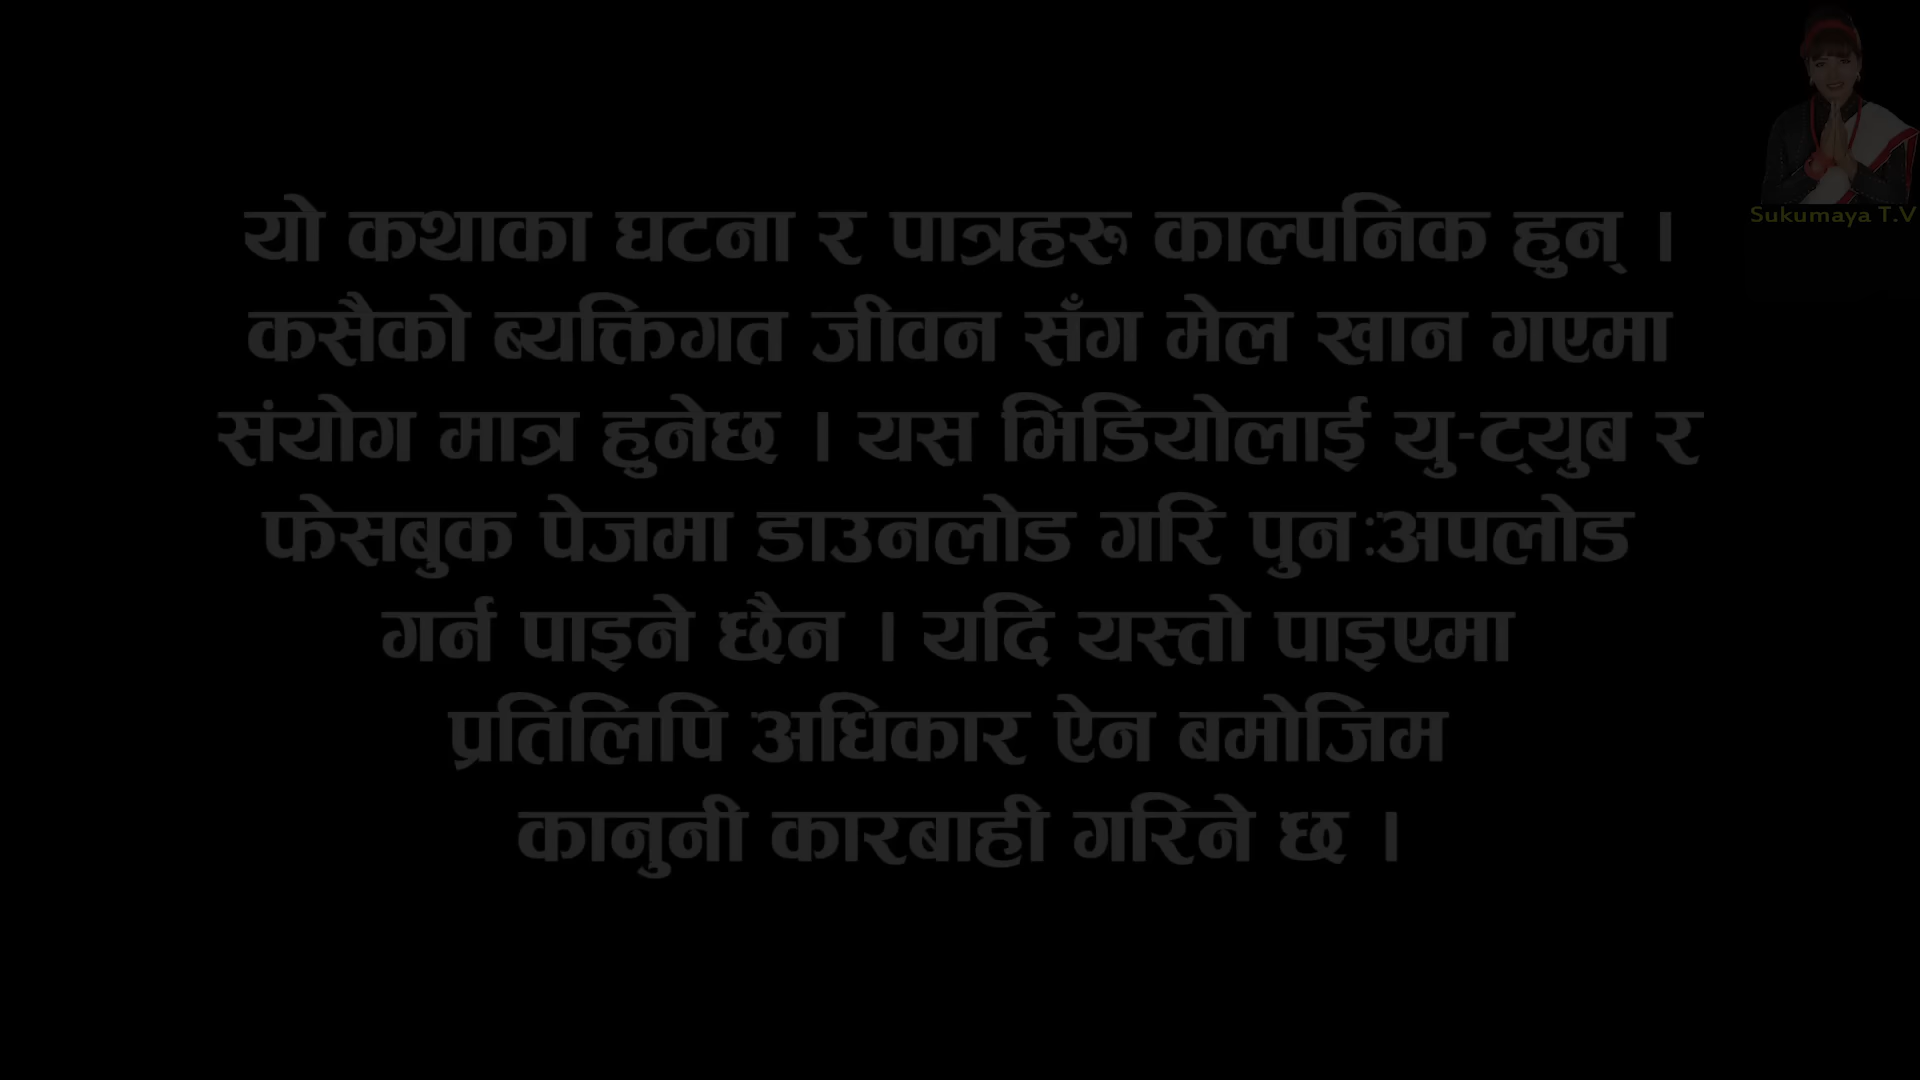 Sukumaya T.V
यो कथाका घटना र पात्रहरु काल्पनिक हुन् ।
कसैको ब्यक्तिगत जीवन सँग मेल खान गएमा
संयोग मात्र हुनेछ । यस भिडियोलाई यु-ट्युब र
फेसबुक पेजमा डाउनलोड गरि पुनःअपलोड
गर्न पाइने छैन । यदि यस्तो पाइएमा
प्रतिलिपि अधिकार ऐन बमोजिम
कानुनी कारबाही गरिने छ ।